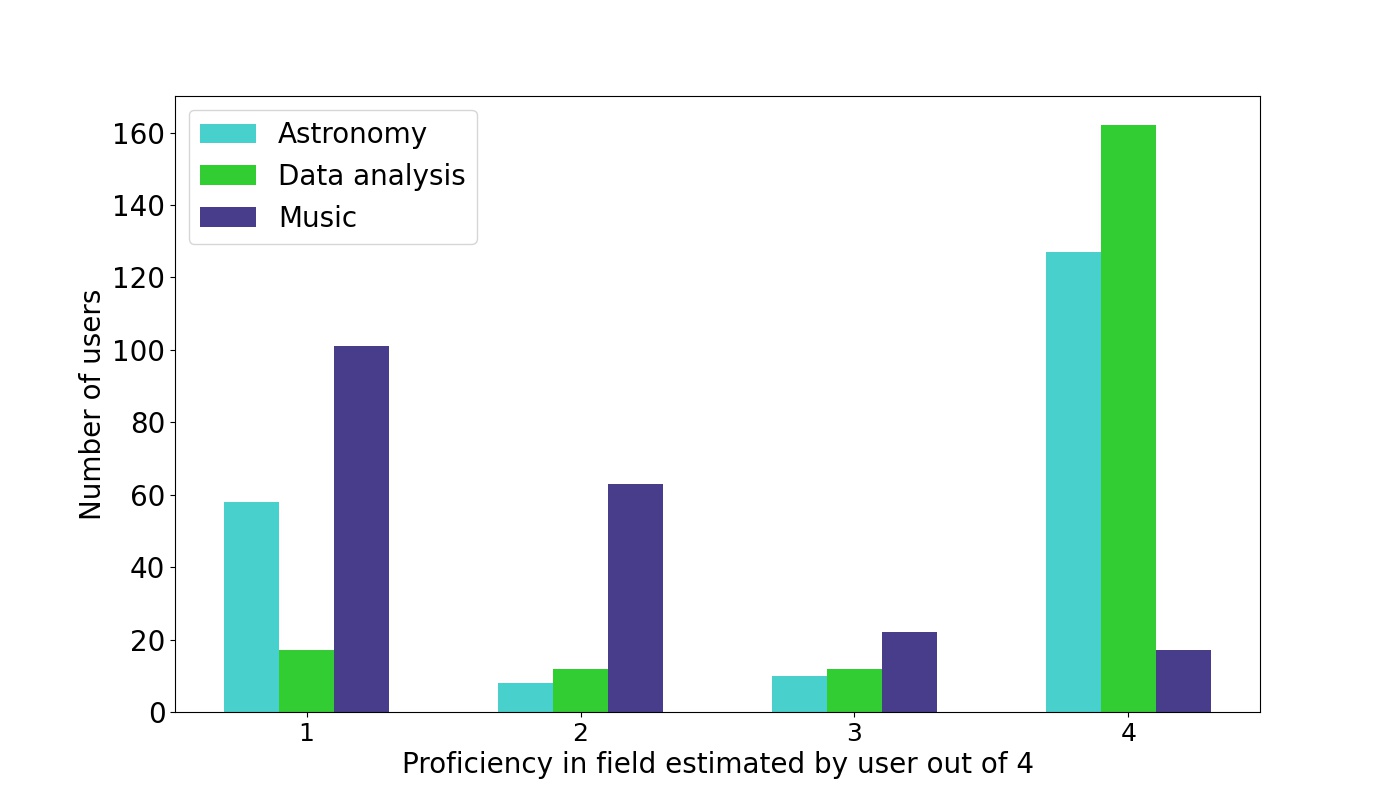 Astronomy
Data analysis
Music
Number of users
160
140
120
100
80
60
40
20
0
1 2 3 4
Proficiency in field estimated by user out of 4